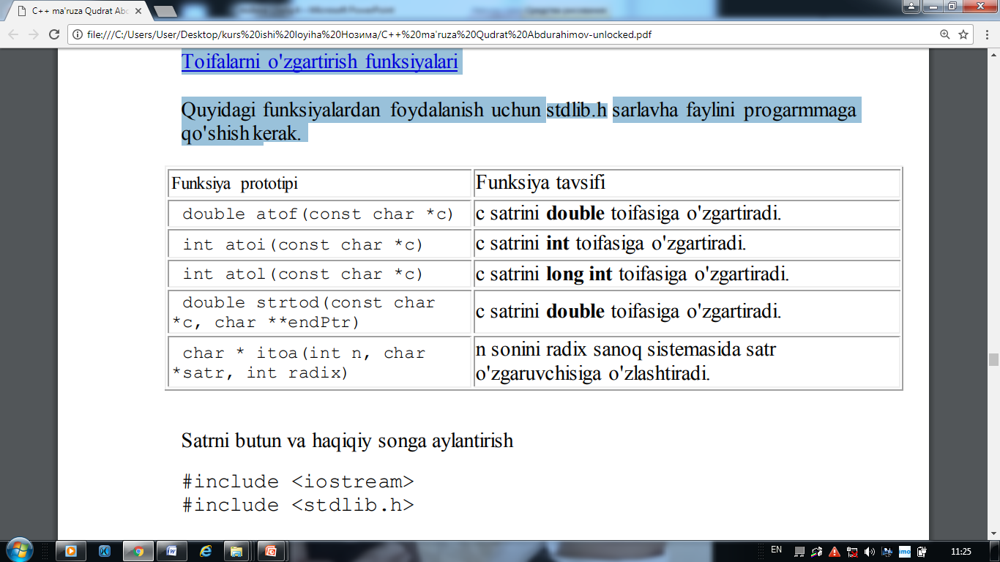 C++ ma'ruza Qudrat Abd
file:///C:/Users/User/Desktop/kurs%20ishi%20loyiha%20Нозима/C++%20ma'ruza%20Qudrat%20Abdurahimov-unlocked.pdf
Toifalarni o'zgartirish funksiyalari
Quyidagi funksiyalardan foydalanish uchun stdlib.h sarlavha faylini progarmmaga
qo'shish kerak.
Funksiya prototipi
Funksiya tavsifi
double atof(const char *c)
c satrini double toifasiga o'zgartiradi.
int atoi(const char *c)
c satrini int toifasiga o'zgartiradi.
int atol(const char *c)
c satrini long int toifasiga o'zgartiradi.
double strtod(const char
*c, char **endPtr)
c satrini double toifasiga o'zgartiradi.
char * itoa(int n, char
*satr, int radix)
n sonini radix sanoq sistemasida satr
o'zgaruvchisiga o'zlashtiradi.
Satrni butun va haqiqiy songa aylantirish
#include <iostream>
#include <stdlib.h>
EN
imo
11:25